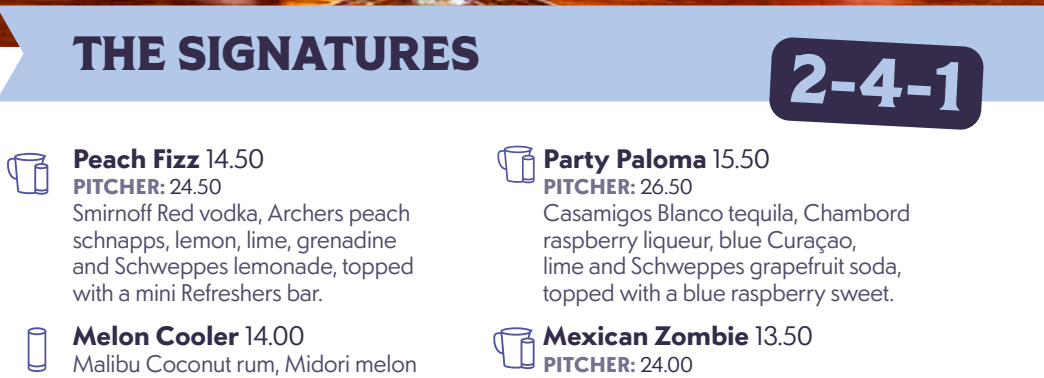 THE SIGNATURES
2-4-1
Peach Fizz 14.50
PITCHER: 24.50
Smirnoff Red vodka, Archers peach
schnapps, lemon, lime, grenadine
and Schweppes lemonade, topped
with a mini Refreshers bar.
Melon Cooler 14.00
Malibu Coconut rum, Midori melon
Party Paloma 15.50
PITCHER: 26.50
Casamigos Blanco tequila, Chambord
raspberry liqueur, blue Curaçao,
lime and Schweppes grapefruit soda,
topped with a blue raspberry sweet.
Mexican Zombie 13.50
PITCHER: 24.00